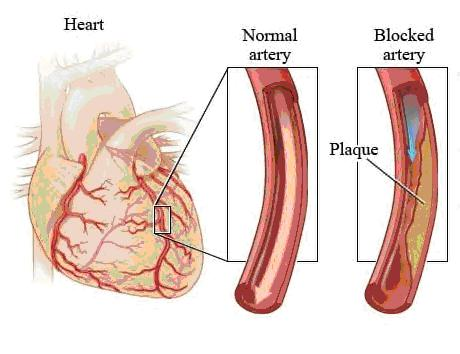 Heart
Normal
artery
Blocked
artery
Plaque